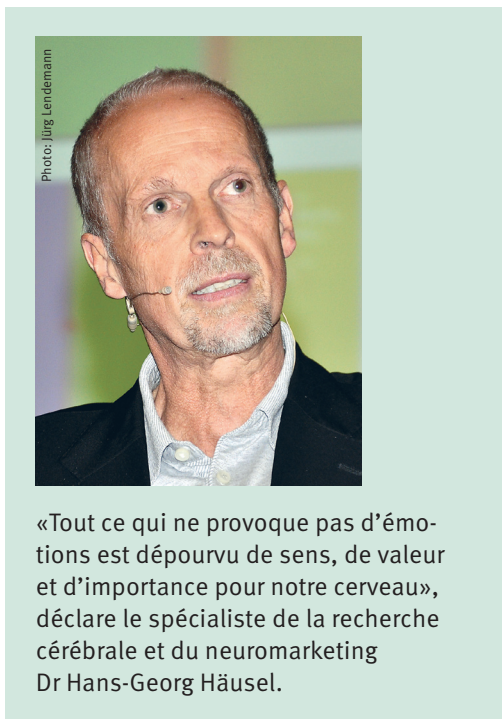 Photo: Jürg Lendemann
«Tout ce qui ne provoque pas d’émo-
tions est dépourvu de sens, de valeur
et d’importance pour notre cerveau»,
déclare le spécialiste de la recherche
cérébrale et du neuromarketing
Dr Hans-Georg Häusel.